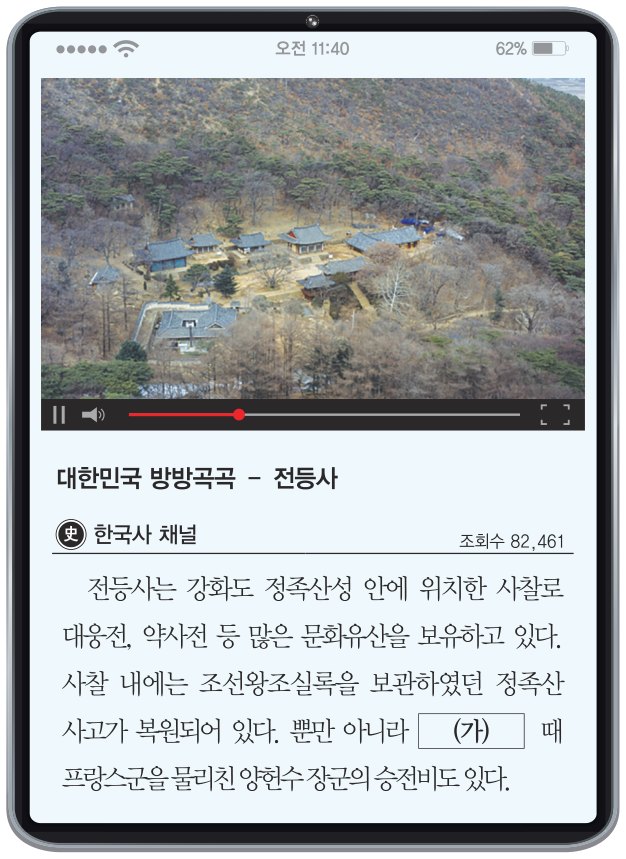 오전 11:40
62%
대한민국 방방곡곡 - 전등사
史 한국사 채널
조회수 82,461
전등사는 강화도 정족산성 안에 위치한 사찰로
대웅전, 약사전 등 많은 문화유산을 보유하고 있다.
사찰 내에는 조선왕조실록을 보관하였던 정족산
사고가 복원되어 있다. 뿐만 아니라 (가) 때
프랑스군을 물리친 양헌수 장군의 승전비도 있다.